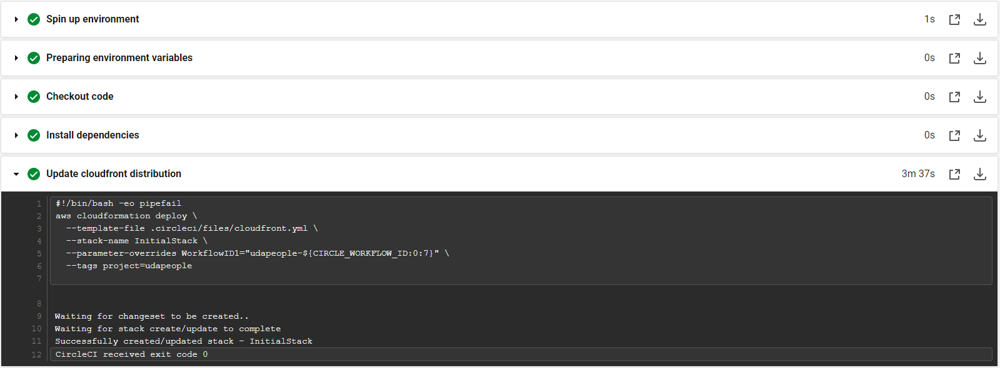 Spin up environment 1s
Preparing environment variables 0s
Checkout code 0s
Install dependencies 0s
Update cloudfront distribution 3m 37s
1 #!/bin/bash -eo pipefail
2 aws cloudformation deploy \
3 --template-file .circleci/files/cloudfront.yml \
4 --stack-name InitialStack \
5 --parameter-overrides WorkflowID1="udapeople-${CIRCLE_WORKFLOW_ID:0:7}" \
6 --tags project=udapeople
7
8
9 Waiting for changeset to be created..
10 Waiting for stack create/update to complete
11 Successfully created/updated stack - InitialStack
12 CircleCI received exit code 0